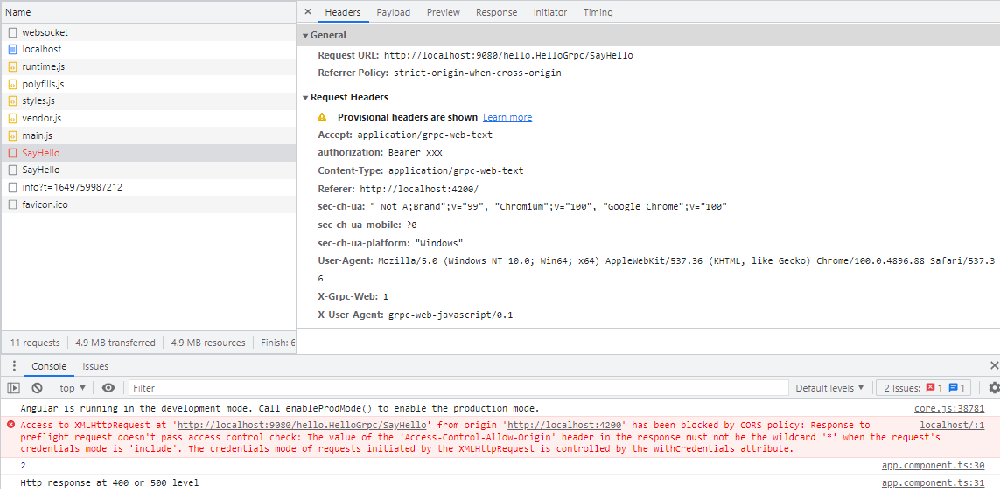 Name
websocket
localhost
runtime.js
polyfills.js
styles.js
vendor.js
main.js
SayHello
SayHello
info?t=1649759987212
favicon.ico
11 requests
4.9 MB transferred
4.9 MB resources
Finish: 6
Headers
Payload
Preview
Response
Initiator
Timing
General
Request URL: http://localhost:9080/hello.HelloGrpc/SayHello
Referrer Policy: strict-origin-when-cross-origin
Request Headers
Provisional headers are shown Learn more
Accept: application/grpc-web-text
authorization: Bearer xxx
Content-Type: application/grpc-web-text
Referer: http://localhost:4200/
sec-ch-ua: " Not A;Brand";v="99", "Chromium";v="100", "Google Chrome";v="100"
sec-ch-ua-mobile: ?0
sec-ch-ua-platform: "Windows"
User-Agent: Mozilla/5.0 (Windows NT 10.0; Win64; x64) AppleWebKit/537.36 (KHTML, like Gecko) Chrome/100.0.4896.88 Safari/537.3
6
X-Grpc-Web: 1
X-User-Agent: grpc-web-javascript/0.1
Console
Issues
top
Filter
Default levels
2 Issues: 1 1
Angular is running in the development mode. Call enableProdMode() to enable the production mode. core.js:38781
Access to XMLHttpRequest at 'http://localhost:9080/hello.HelloGrpc/SayHello' from origin 'http://localhost:4200' has been blocked by CORS policy: Response to localhost/:1
preflight request doesn't pass access control check: The value of the 'Access-Control-Allow-Origin' header in the response must not be the wildcard '*' when the request's
credentials mode is 'include'. The credentials mode of requests initiated by the XMLHttpRequest is controlled by the withCredentials attribute.
2 app.component.ts:30
Http response at 400 or 500 level app.component.ts:31